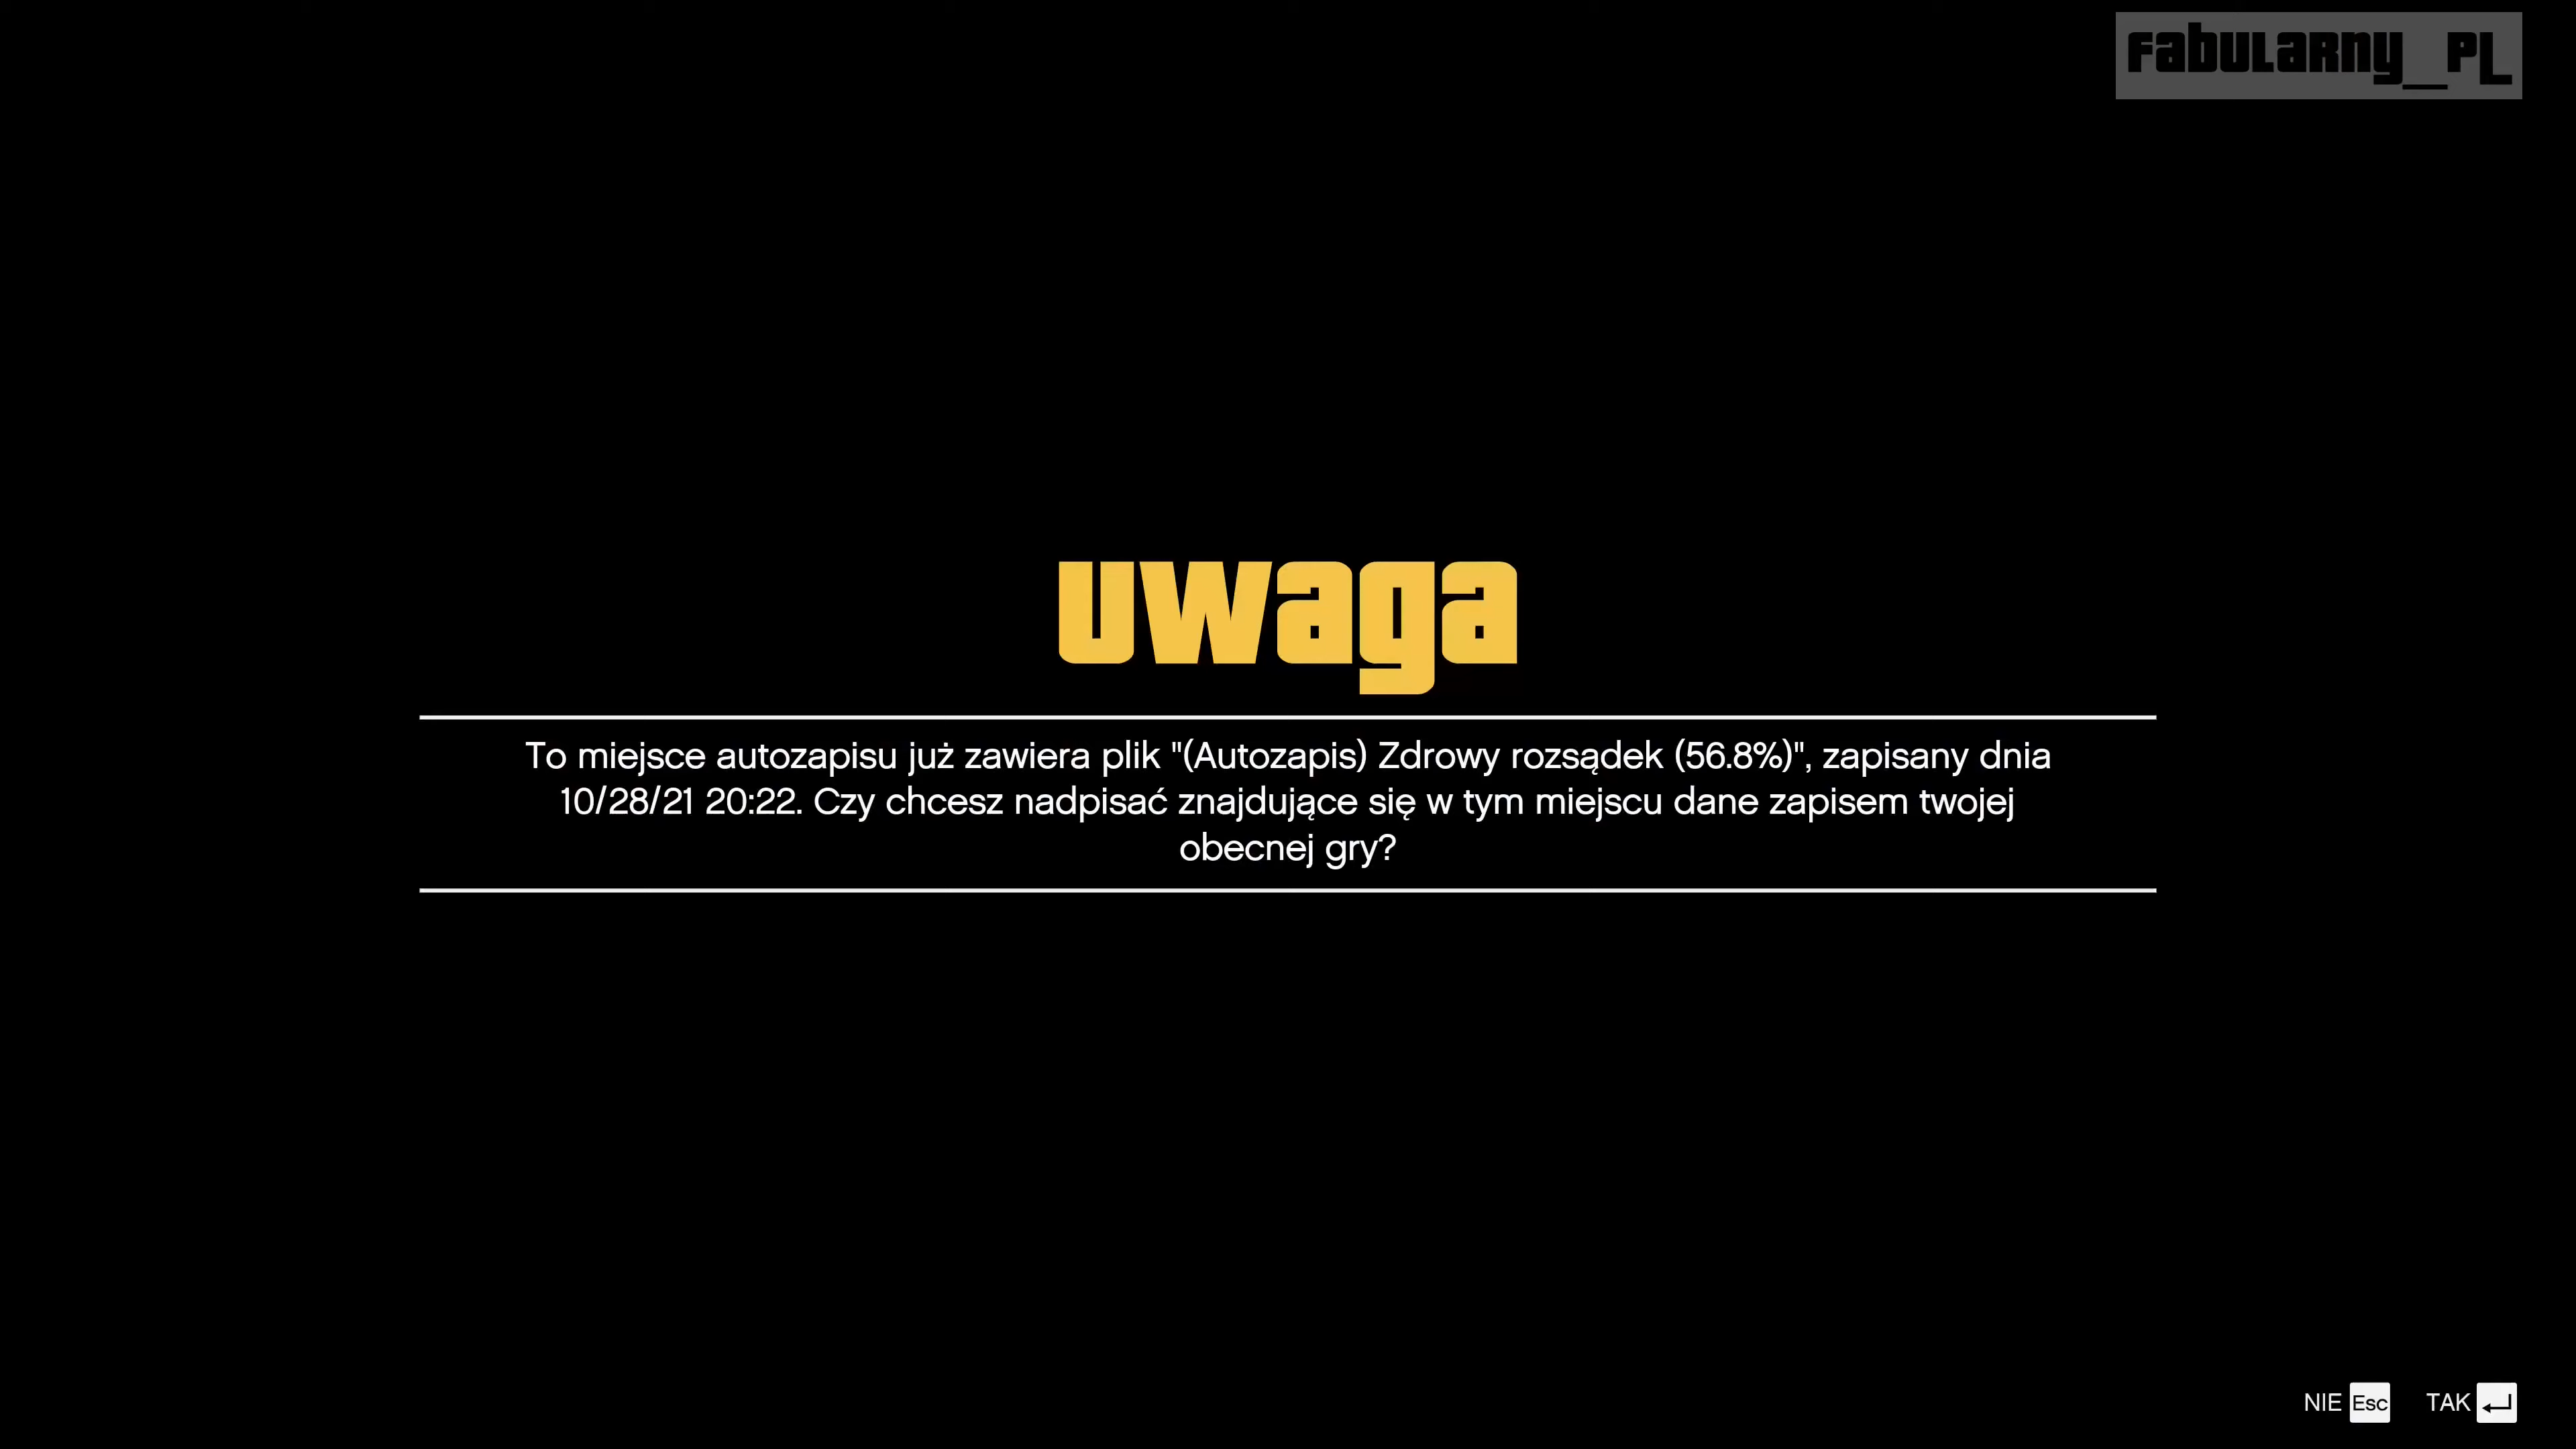 Fabularny_PL
uwaga
To miejsce autozapisu już zawiera plik "(Autozapis) Zdrowy rozsądek (56.8%)", zapisany dnia
10/28/21 20:22. Czy chcesz nadpisać znajdujące się w tym miejscu dane zapisem twojej
obecnej gry?
NIE Esc TAK